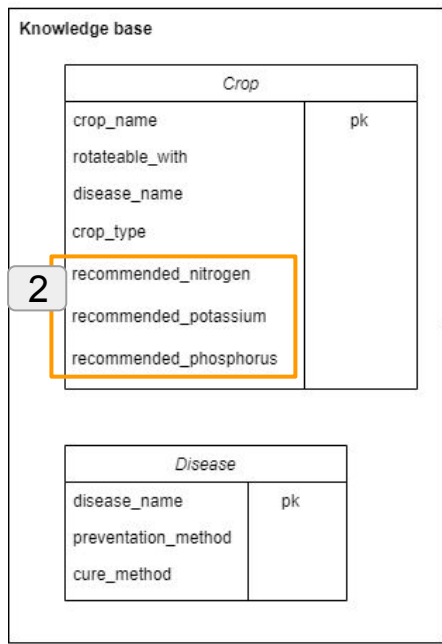 Knowledge base
Crop
crop_name pk
rotateable_with
disease_name
crop_type
2
recommended_nitrogen
recommended_potassium
recommended_phosphorus
Disease
disease_name pk
preventation_method
cure_method